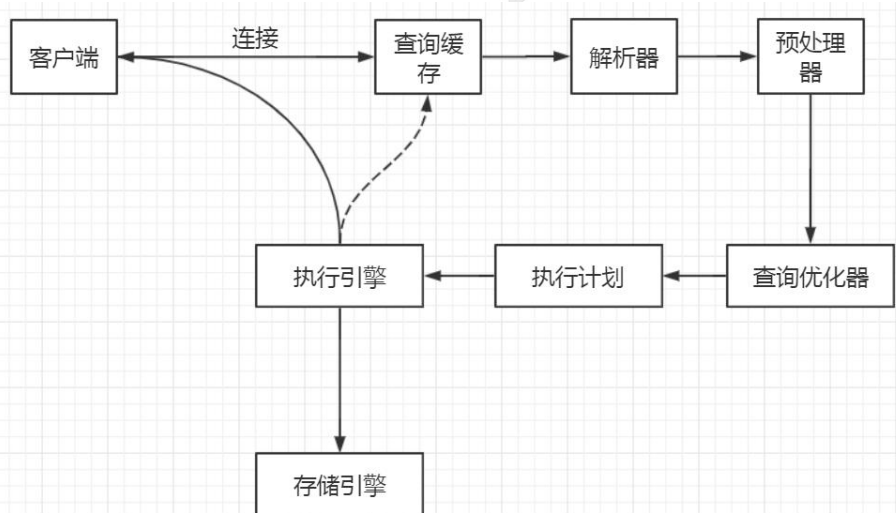 客户端
连接
查询缓
存
解析器
预处理
器
执行引擎
执行计划
查询优化器
存储引擎